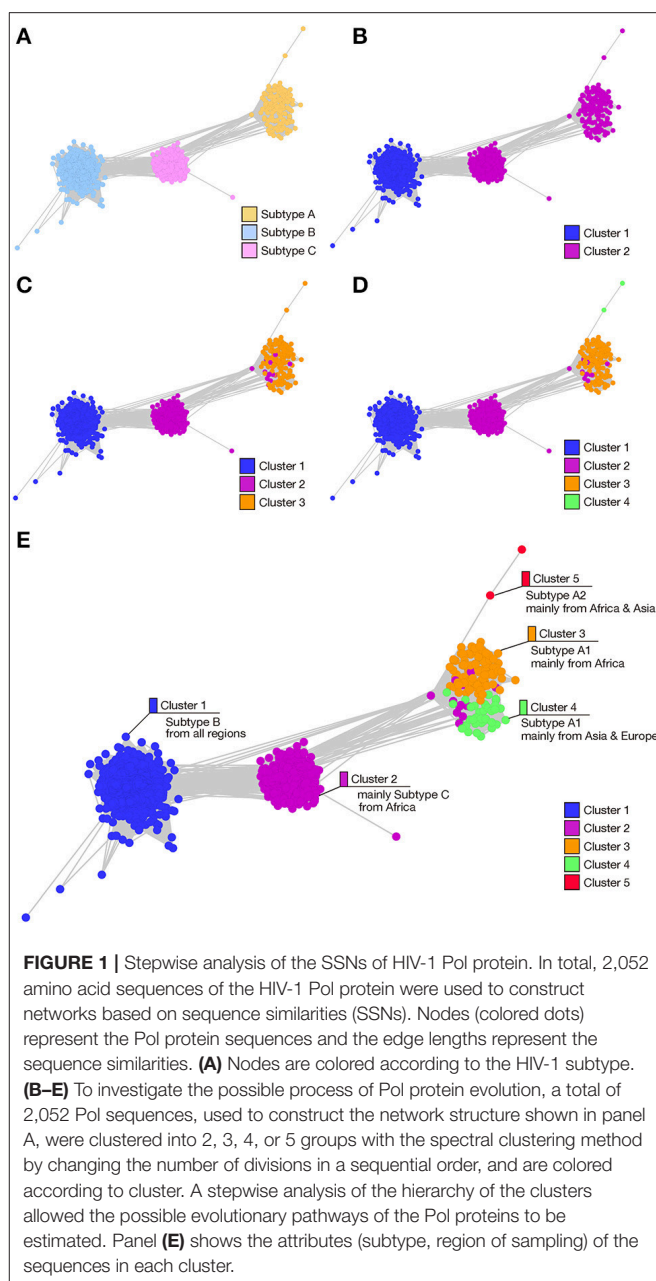 A
Subtype A
Subtype B
Subtype C
B
Cluster 1
Cluster 2
C
Cluster 1
Cluster 2
Cluster 3
D
Cluster 1
Cluster 2
Cluster 3
Cluster 4
E
Cluster 5
Subtype A2
mainly from Africa & Asia
Cluster 3
Subtype A1
mainly from Africa
Cluster 1
Subtype B
from all regions
Cluster 4
Subtype A1
mainly from Asia & Europe
Cluster 2
mainly Subtype C
from Africa
Cluster 1
Cluster 2
Cluster 3
Cluster 4
Cluster 5
FIGURE 1 | Stepwise analysis of the SSNs of HIV-1 Pol protein. In total, 2,052
amino acid sequences of the HIV-1 Pol protein were used to construct
networks based on sequence similarities (SSNs). Nodes (colored dots)
represent the Pol protein sequences and the edge lengths represent the
sequence similarities. (A) Nodes are colored according to the HIV-1 subtype.
(B–E) To investigate the possible process of Pol protein evolution, a total of
2,052 Pol sequences, used to construct the network structure shown in panel
A, were clustered into 2, 3, 4, or 5 groups with the spectral clustering method
by changing the number of divisions in a sequential order, and are colored
according to cluster. A stepwise analysis of the hierarchy of the clusters
allowed the possible evolutionary pathways of the Pol proteins to be
estimated. Panel (E) shows the attributes (subtype, region of sampling) of the
sequences in each cluster.